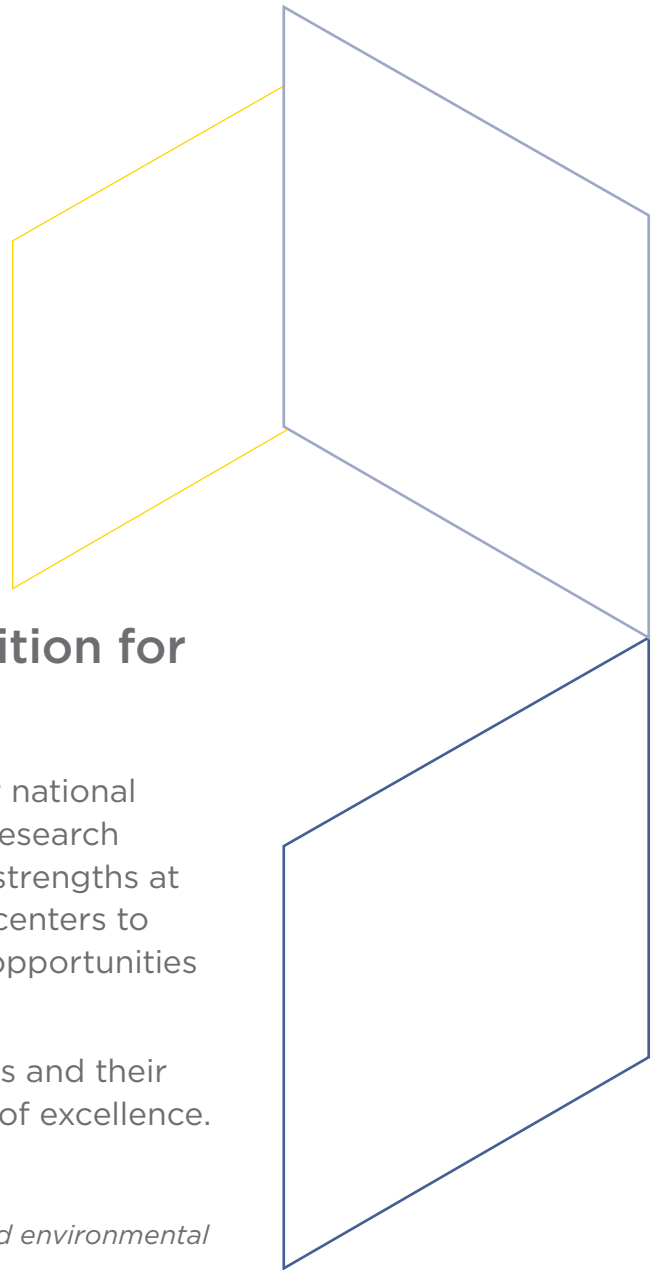 ition for
national
esearch
strengths at
centers to
opportunities
s and their
of excellence.
d environmental